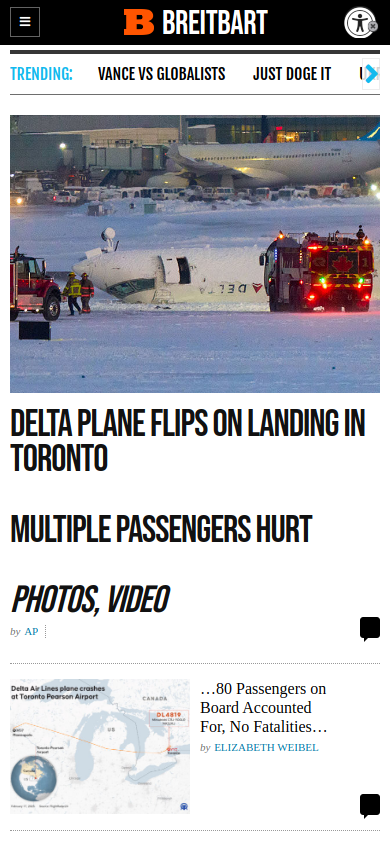 BREITBART
TRENDING:
VANCE VS GLOBALISTS
JUST DOGE IT
DELTA
DELTA PLANE FLIPS ON LANDING IN
TORONTO
MULTIPLE PASSENGERS HURT
PHOTOS, VIDEO
by AP
Delta Air Lines plane crashes
at Toronto Pearson Airport
CANADA
DL4819
US
…80 Passengers on
Board Accounted
For, No Fatalities…
by ELIZABETH WEIBEL